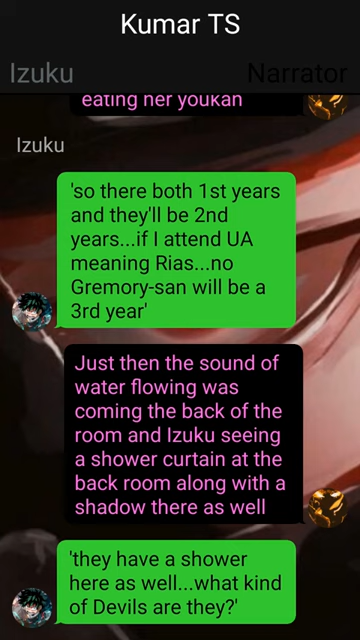 Kumar TS
Izuku
Narrator
eating her youkan
Izuku
'so there both 1st years
and they'll be 2nd
years...if I attend UA
meaning Rias...no
Gremory-san will be a
3rd year'
Just then the sound of
water flowing was
coming the back of the
room and Izuku seeing
a shower curtain at the
back room along with a
shadow there as well
'they have a shower
here as well...what kind
of Devils are they?'